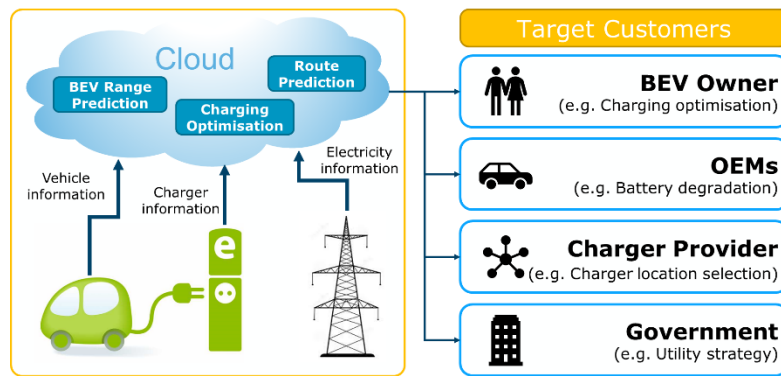 Cloud
BEV Range
Prediction
Route
Prediction
Charging
Optimisation
Vehicle
information
Charger
information
Electricity
information
e
Target Customers
BEV Owner
(e.g. Charging optimisation)
OEMs
(e.g. Battery degradation)
Charger Provider
(e.g. Charger location selection)
Government
(e.g. Utility strategy)